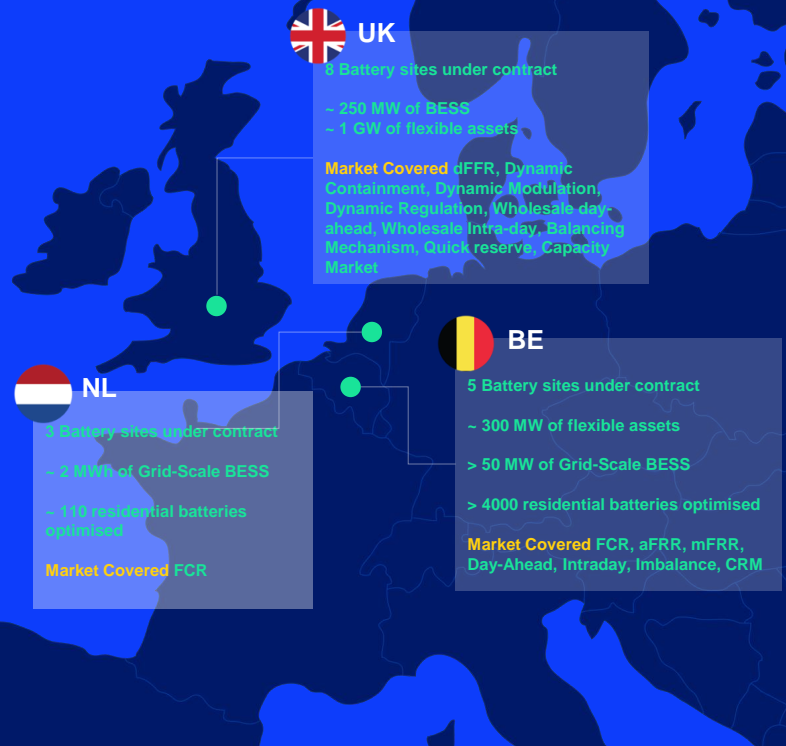 UK
8 Battery sites under contract
~ 250 MW of BESS
~ 1 GW of flexible assets
Market Covered dFFR, Dynamic
Containment, Dynamic Modulation,
Dynamic Regulation, Wholesale day-
ahead, Wholesale Intra-day, Balancing
Mechanism, Quick reserve, Capacity
Market
NL
3 Battery sites under contract
~ 2 MWh of Grid-Scale BESS
~ 110 residential batteries
optimised
Market Covered FCR
BE
5 Battery sites under contract
~ 300 MW of flexible assets
> 50 MW of Grid-Scale BESS
> 4000 residential batteries optimised
Market Covered FCR, aFRR, mFRR,
Day-Ahead, Intraday, Imbalance, CRM